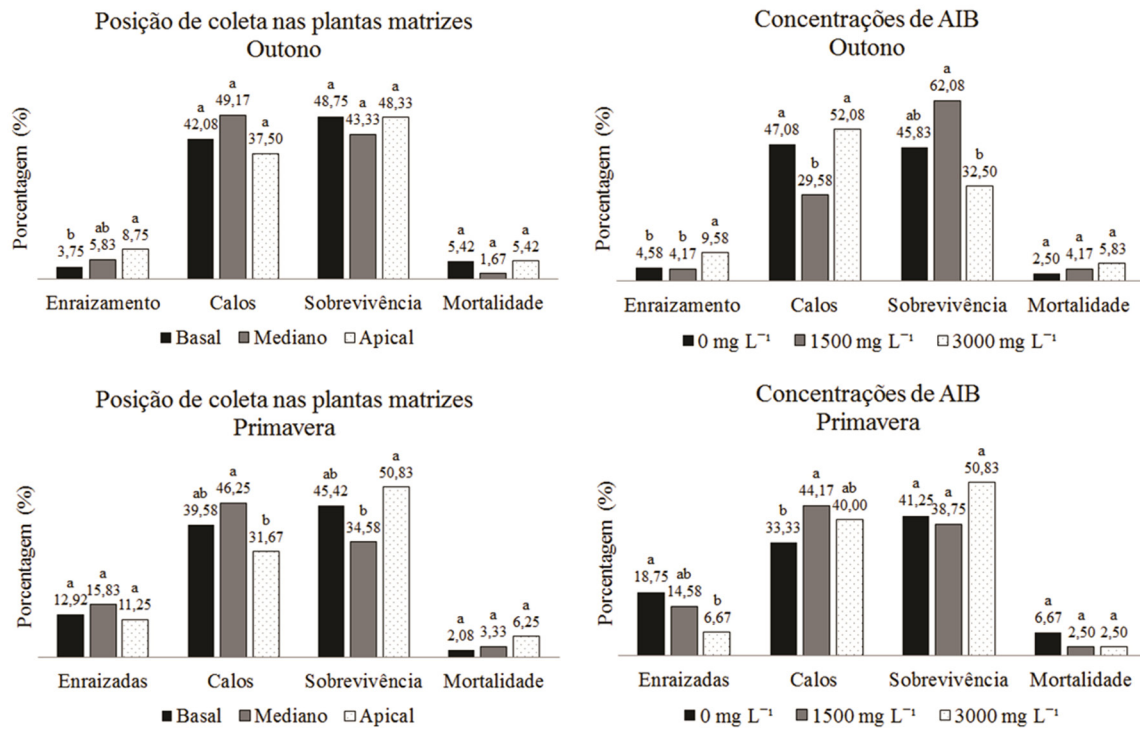 Posição de coleta nas plantas matrizes
Outono
Porcentagem (%)
b a a a
3,75
ab
5,83
a
8,75
a
42,08
a
49,17
a
37,50
a
48,75
a
43,33
a
48,33
a
5,42
a
1,67
a
5,42
Enraizamento Calos Sobrevivência Mortalidade
Basal Mediano Apical
Concentrações de AIB
Outono
Porcentagem (%)
b
4,58
b
4,17
a
9,58
a
47,08
b
29,58
a
52,08
ab
45,83
a
62,08
b
32,50
a
2,50
a
4,17
a
5,83
Enraizamento Calos Sobrevivência Mortalidade
0 mg L⁻¹ 1500 mg L⁻¹ 3000 mg L⁻¹
Posição de coleta nas plantas matrizes
Primavera
Porcentagem (%)
a
12,92
a
15,83
a
11,25
ab
39,58
a
46,25
b
31,67
ab
45,42
b
34,58
a
50,83
a
2,08
a
3,33
a
6,25
Enraizadas Calos Sobrevivência Mortalidade
Basal Mediano Apical
Concentrações de AIB
Primavera
Porcentagem (%)
a
18,75
ab
14,58
b
6,67
b
33,33
a
44,17
ab
40,00
a
41,25
a
38,75
a
50,83
a
6,67
a
2,50
a
2,50
Enraizadas Calos Sobrevivência Mortalidade
0 mg L⁻¹ 1500 mg L⁻¹ 3000 mg L⁻¹